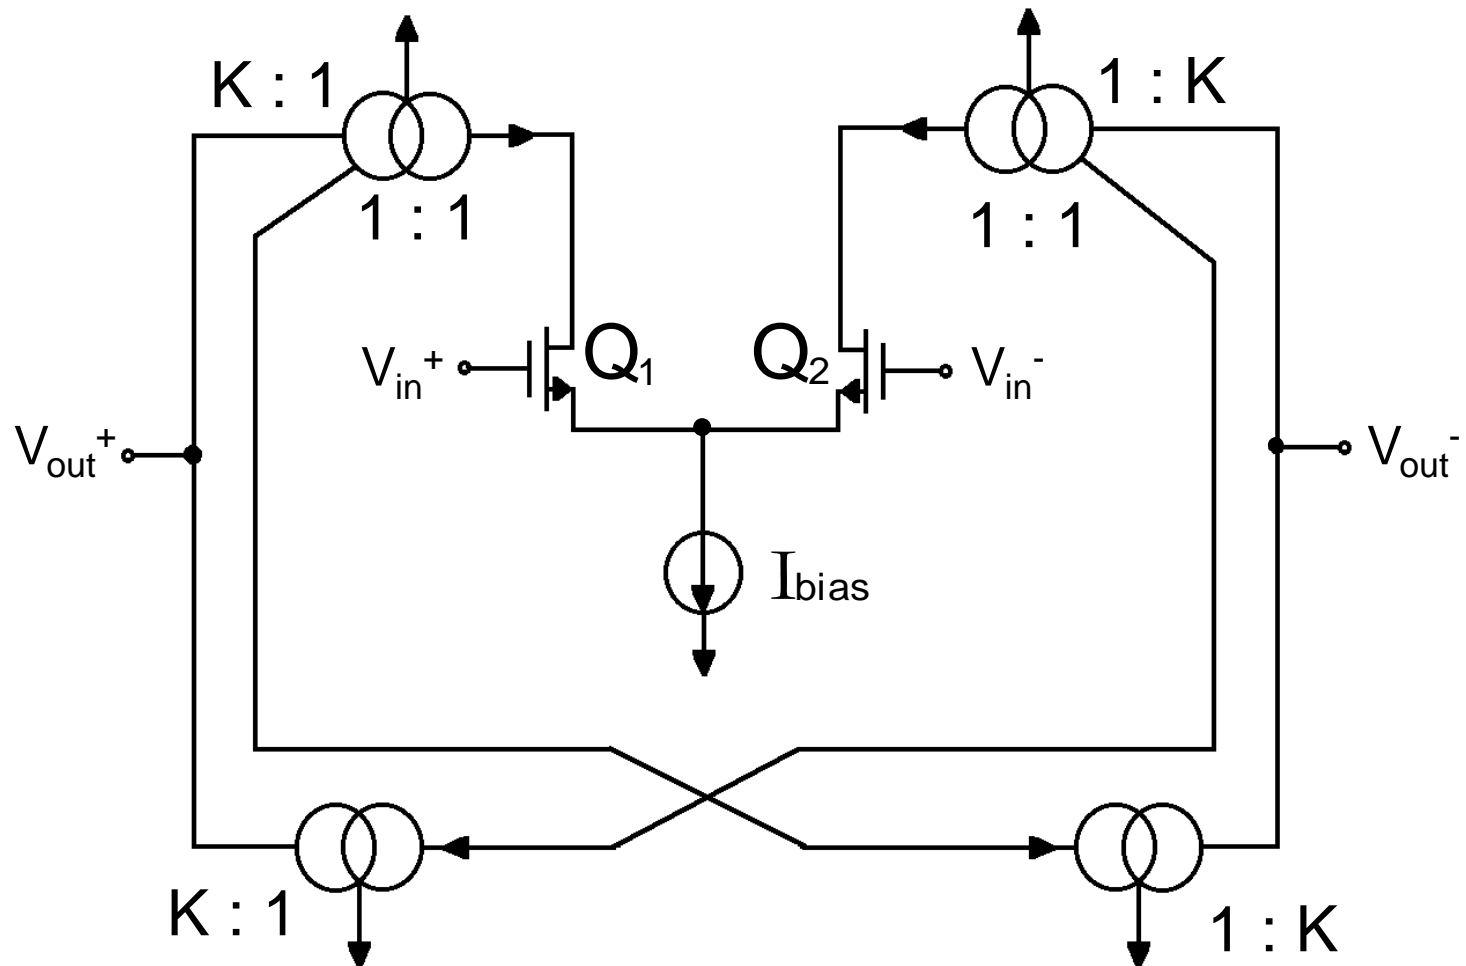 K : 1
1 : K
1 : 1
1 : 1
Vin+
Q1
Q2
Vin-
Vout+
Vout-
Ibias
K : 1
1 : K